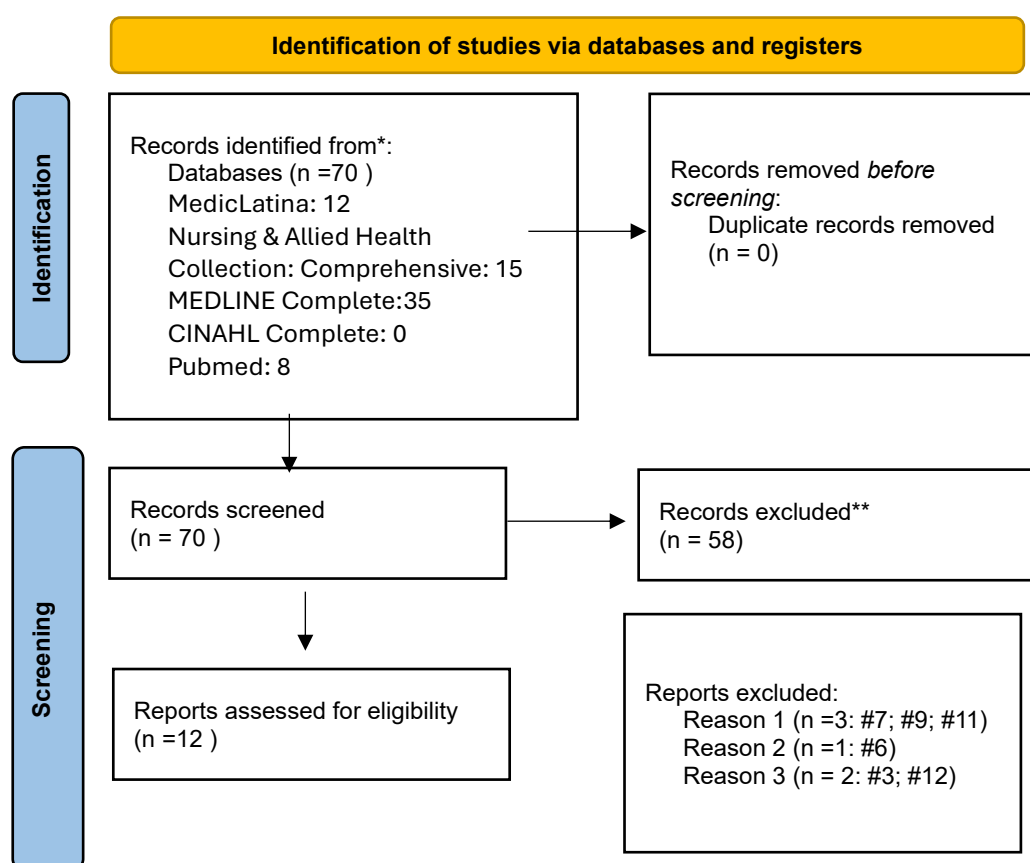 Identification of studies via databases and registers
Identification
Records identified from*:
Databases (n =70 )
MedicLatina: 12
Nursing & Allied Health
Collection: Comprehensive: 15
MEDLINE Complete:35
CINAHL Complete: 0
Pubmed: 8
Records removed before
screening:
Duplicate records removed
(n = 0)
Screening
Records screened
(n = 70 )
Records excluded**
(n = 58)
Reports assessed for eligibility
(n =12 )
Reports excluded:
Reason 1 (n =3: #7; #9; #11)
Reason 2 (n =1: #6)
Reason 3 (n = 2: #3; #12)